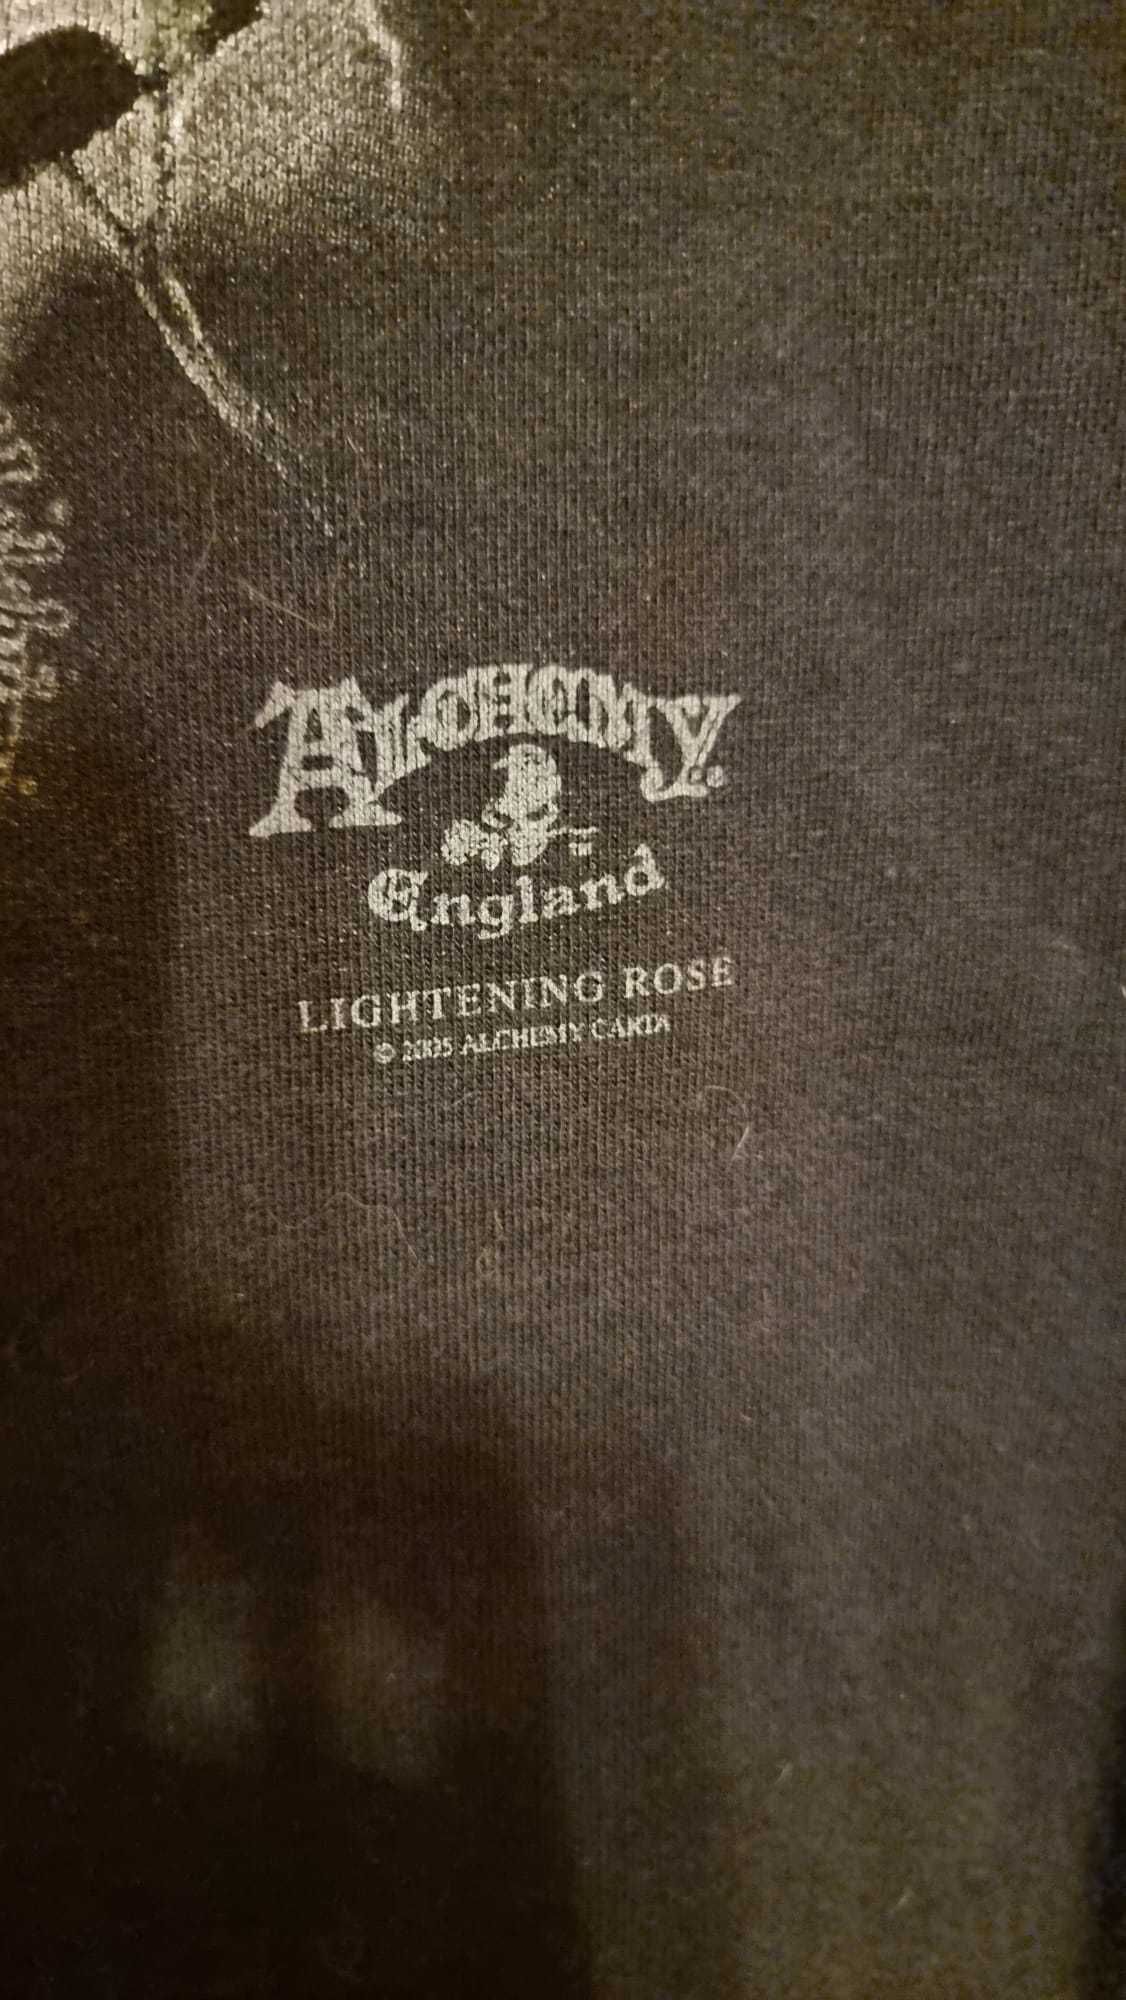 ALCHEMY
England
LIGHTENING ROSE
© 2005 ALCHEMY CARTA